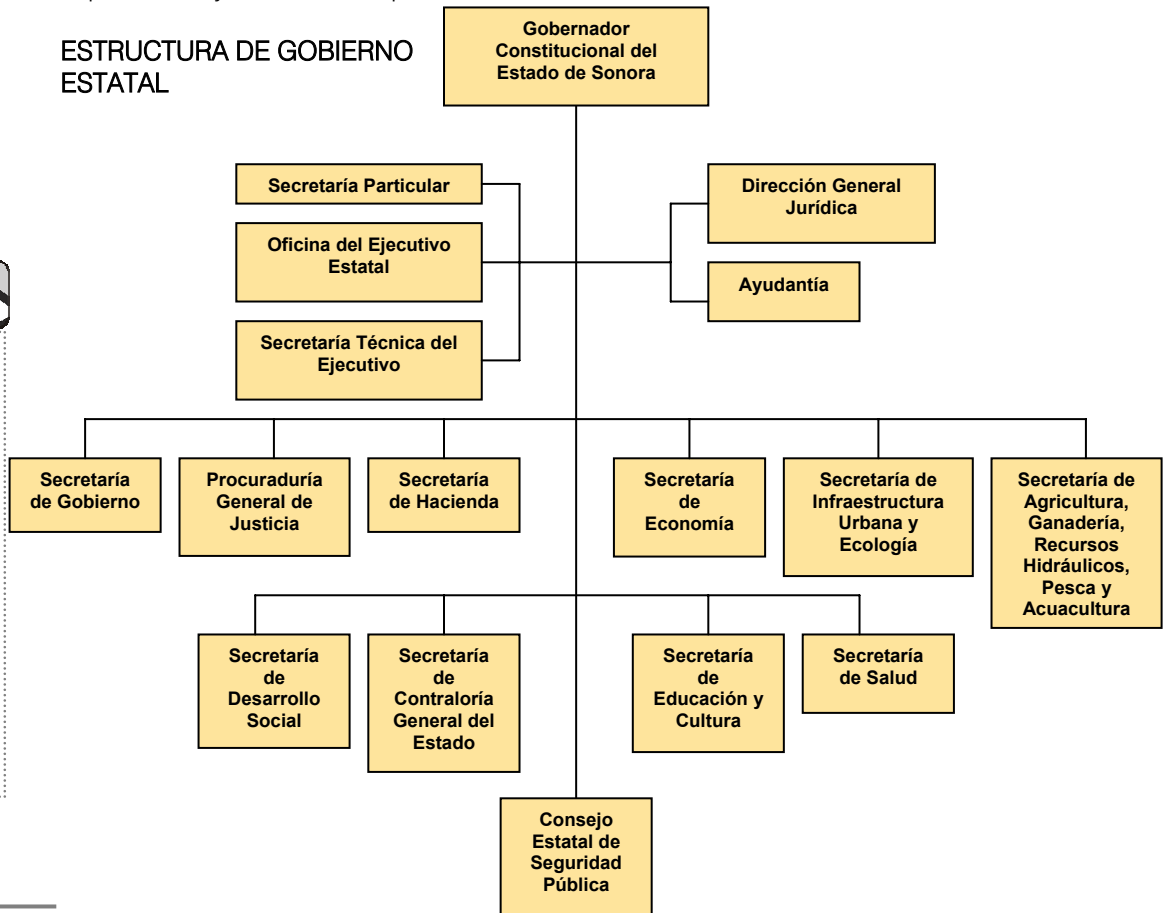 ESTRUCTURA DE GOBIERNO
ESTATAL
Gobernador
Constitucional del
Estado de Sonora
Secretaría Particular
Oficina del Ejecutivo
Estatal
Secretaría Técnica del
Ejecutivo
Dirección General
Jurídica
Ayudantía
Secretaría
de Gobierno
Procuraduría
General de
Justicia
Secretaría
de Hacienda
Secretaría
de
Economía
Secretaría de
Infraestructura
Urbana y
Ecología
Secretaría de
Agricultura,
Ganadería,
Recursos
Hidráulicos,
Pesca y
Acuacultura
Secretaría
de
Desarrollo
Social
Secretaría
de
Contraloría
General del
Estado
Secretaría
de
Educación y
Cultura
Secretaría
de Salud
Consejo
Estatal de
Seguridad
Pública